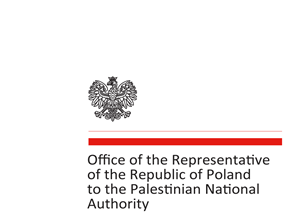 Office of the Representative
of the Republic of Poland
to the Palestinian National
Authority